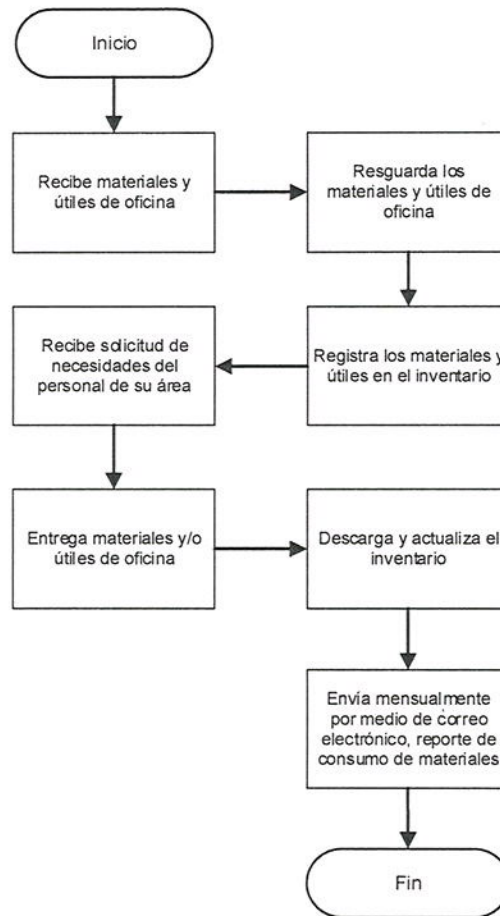 Inicio
Recibe materiales y
útiles de oficina
Resguarda los
materiales y útiles de
oficina
Registra los materiales y
útiles en el inventario
Recibe solicitud de
necesidades del
personal de su área
Entrega materiales y/o
útiles de oficina
Descarga y actualiza el
inventario
Envía mensualmente
por medio de correo
electrónico, reporte de
consumo de materiales
Fin